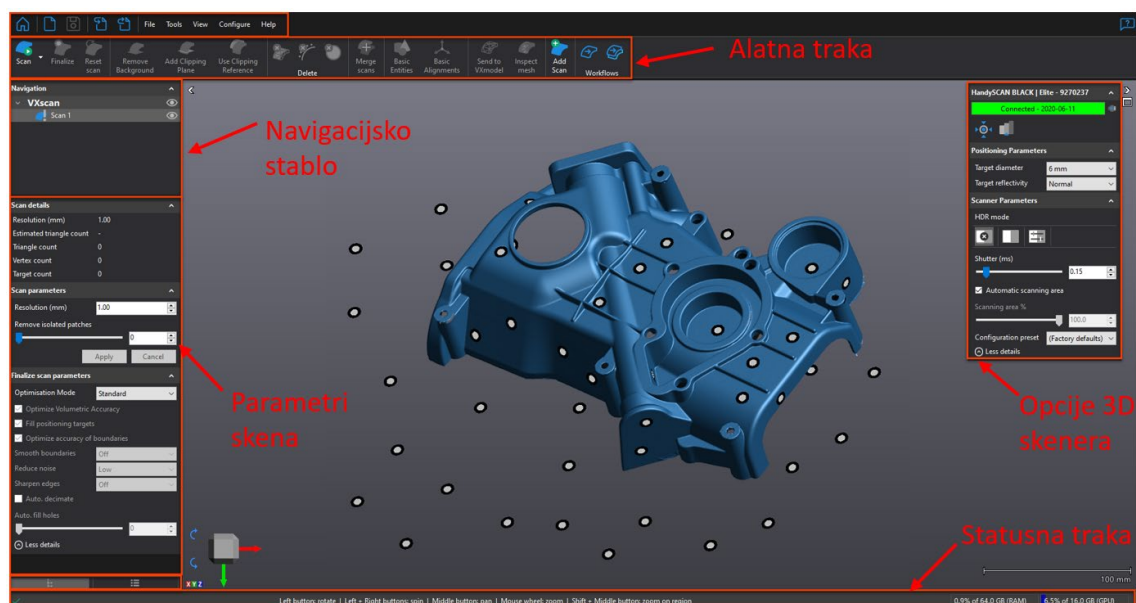 File Tools View Configure Help
Scan Finalize Reset scan Remove Background Add Clipping Plane Use Clipping Reference Delete Merge scans Basic Entities Basic Alignments Send to VXmodel Inspect mesh Add Scan Workflows
Alatna traka
Navigation
VXscan
Scan 1
Navigacijsko
stablo
Scan details
Resolution (mm) 1.00
Estimated triangle count -
Triangle count 0
Vertex count 0
Target count 0
Scan parameters
Resolution (mm) 1.00
Remove isolated patches
0
Apply Cancel
Finalize scan parameters
Optimisation Mode Standard
Optimize Volumetric Accuracy
Fill positioning targets
Optimize accuracy of boundaries
Smooth boundaries Off
Reduce noise Low
Sharpen edges Off
Auto. decimate
Auto. fill holes
0
Less details
Parametri
skena
HandySCAN BLACK | Elite - 9270237
Connected - 2020-06-11
Positioning Parameters
Target diameter 6 mm
Target reflectivity Normal
Scanner Parameters
HDR mode
Shutter (ms)
0.15
Automatic scanning area
Scanning area %
100.0
Configuration preset (Factory defaults)
Less details
Opcije 3D
skenera
Statusna traka
X Y Z
100 mm
Left button: rotate | Left + Right buttons: spin | Middle button: pan | Mouse wheel: zoom | Shift + Middle button: zoom on region
0.9% of 64.0 GB (RAM) 6.5% of 16.0 GB (GPU)